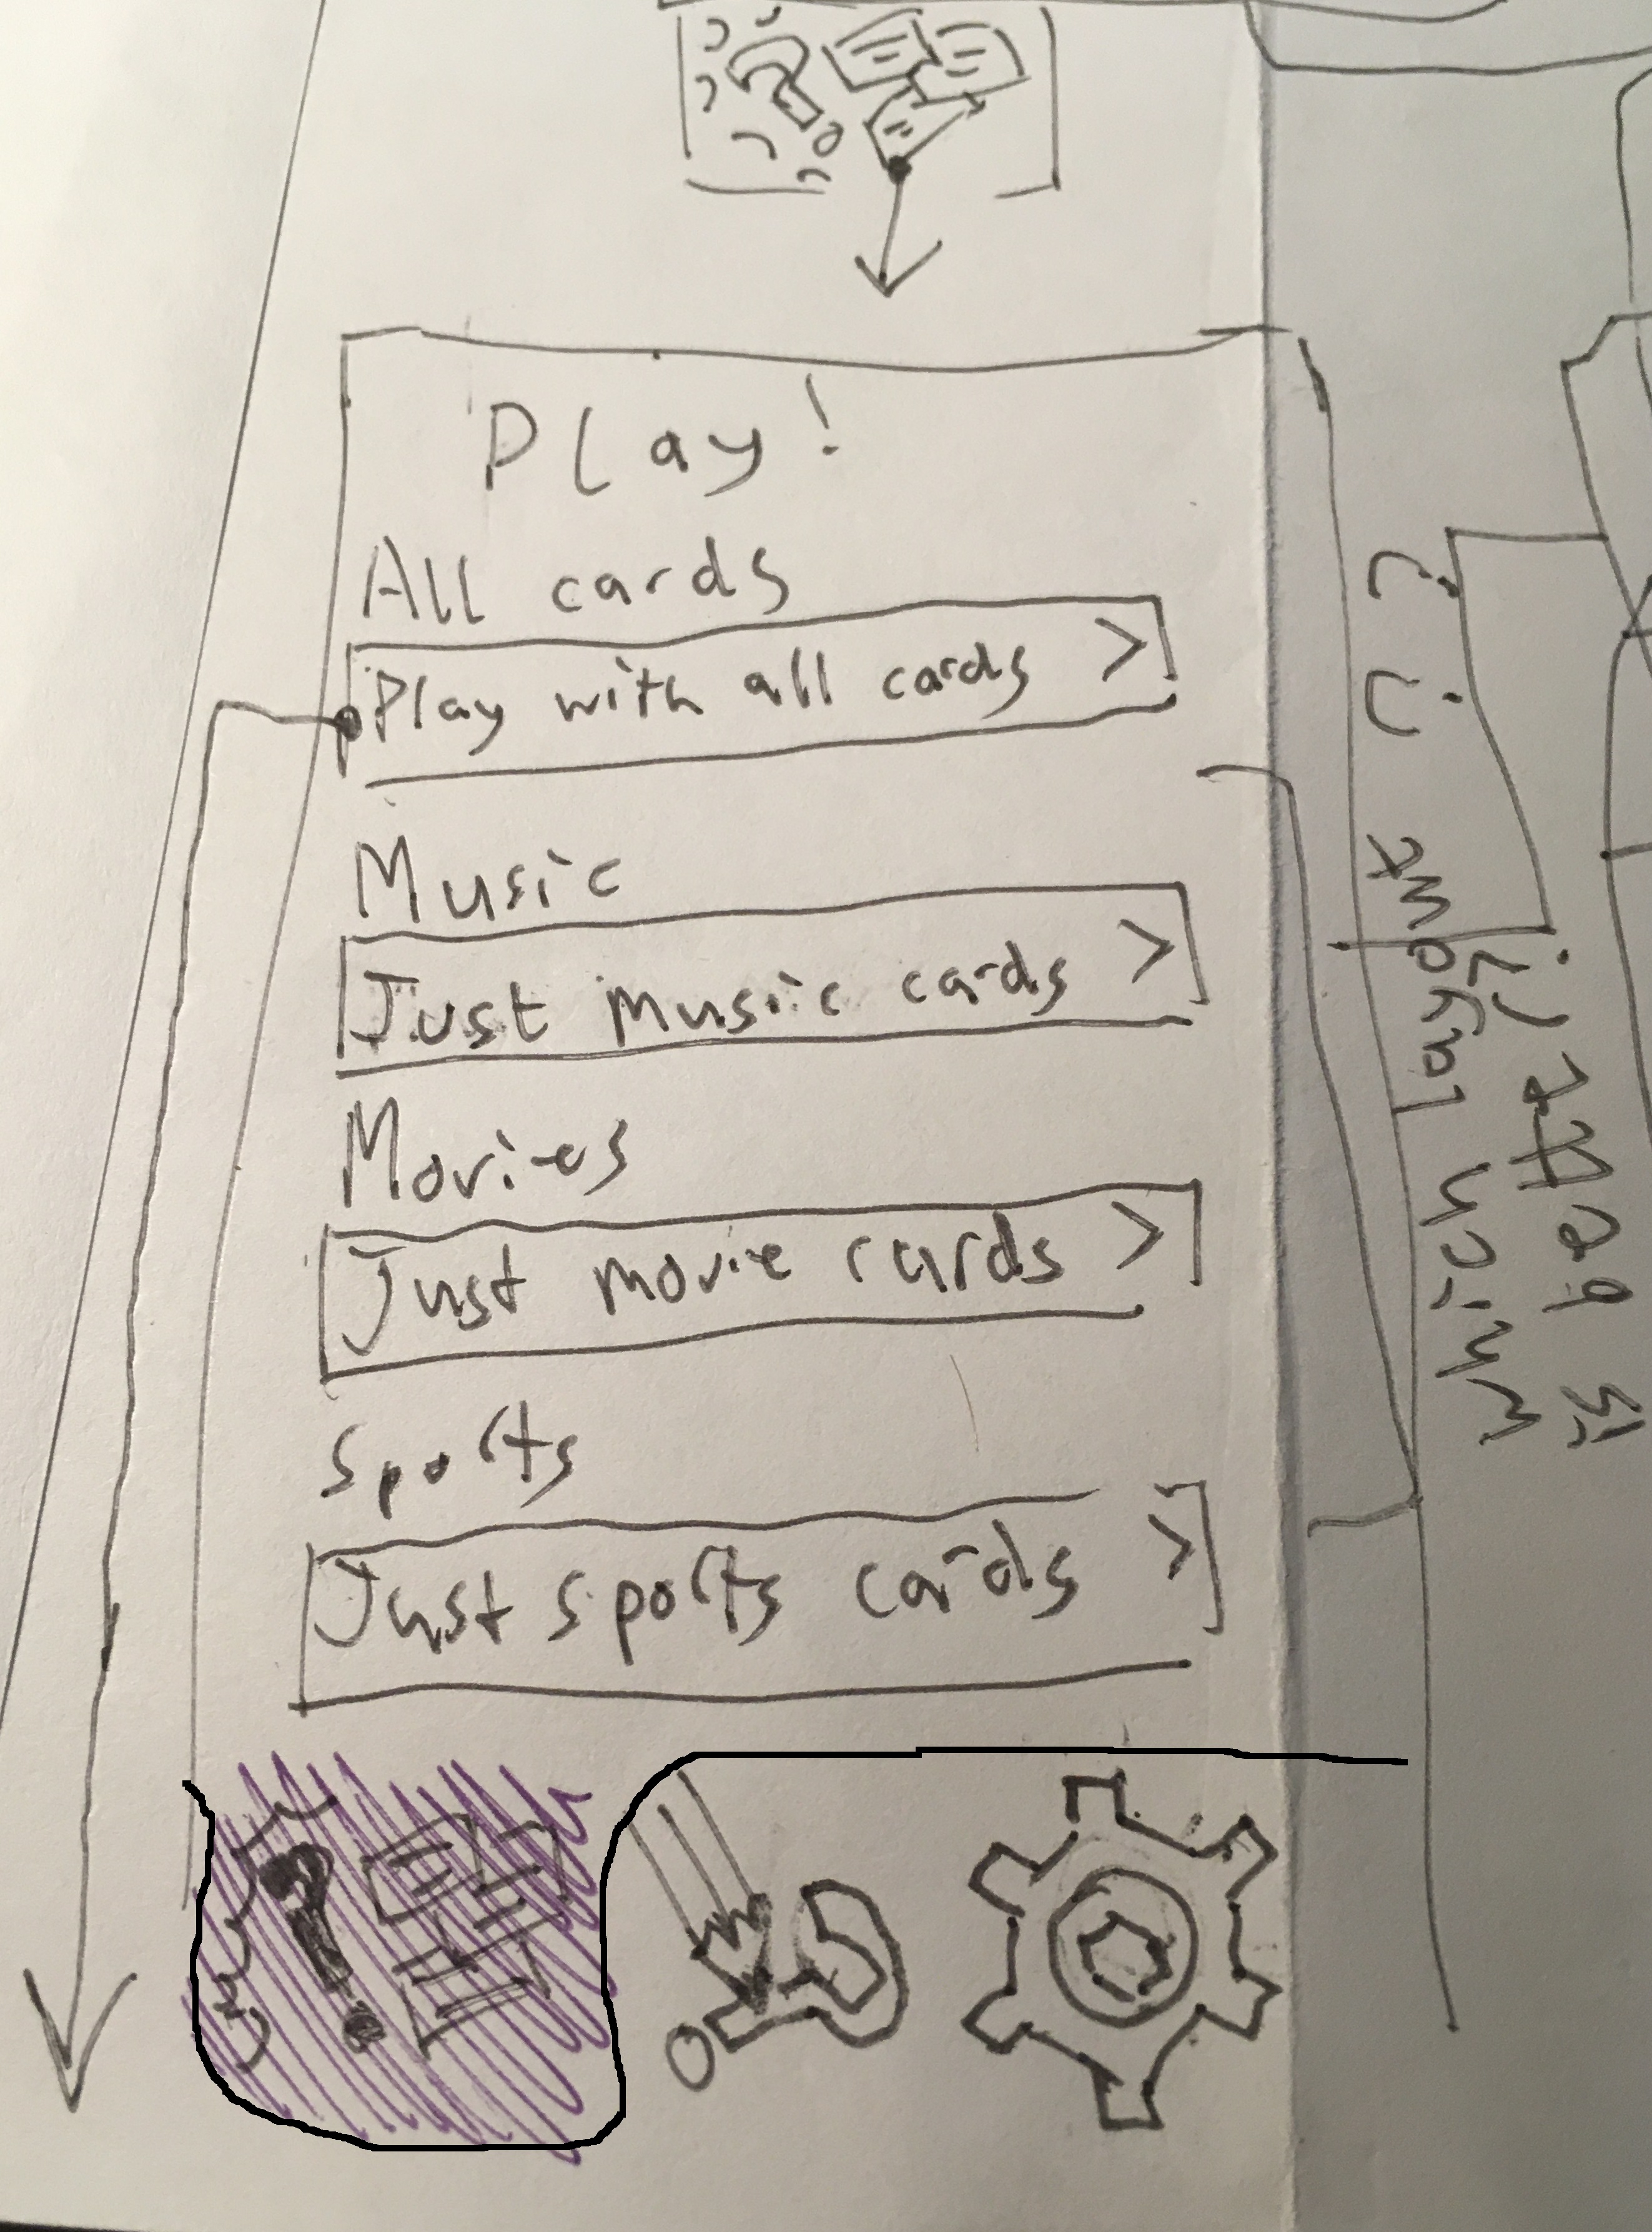 Play!
All cards
Play with all cards >
Music
Just music cards >
Movies
Just movie cards >
Sports
Just sports cards >
Which layout
is better?